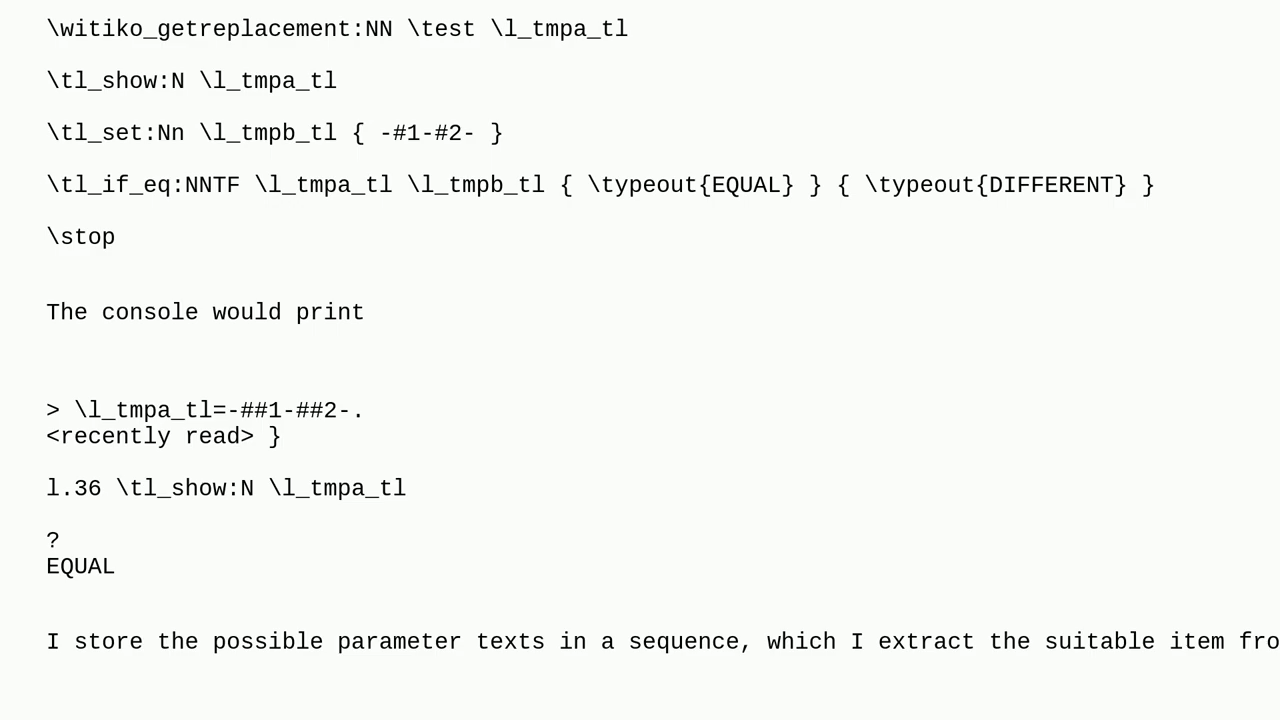 \witiko_getreplacement:NN \test \l_tmpa_tl
\tl_show:N \l_tmpa_tl
\tl_set:Nn \l_tmpb_tl { -#1-#2- }
\tl_if_eq:NNTF \l_tmpa_tl \l_tmpb_tl { \typeout{EQUAL} } { \typeout{DIFFERENT} }
\stop
The console would print
> \l_tmpa_tl=-##1-##2-.
<recently read> }
l.36 \tl_show:N \l_tmpa_tl
?
EQUAL
I store the possible parameter texts in a sequence, which I extract the suitable item fro